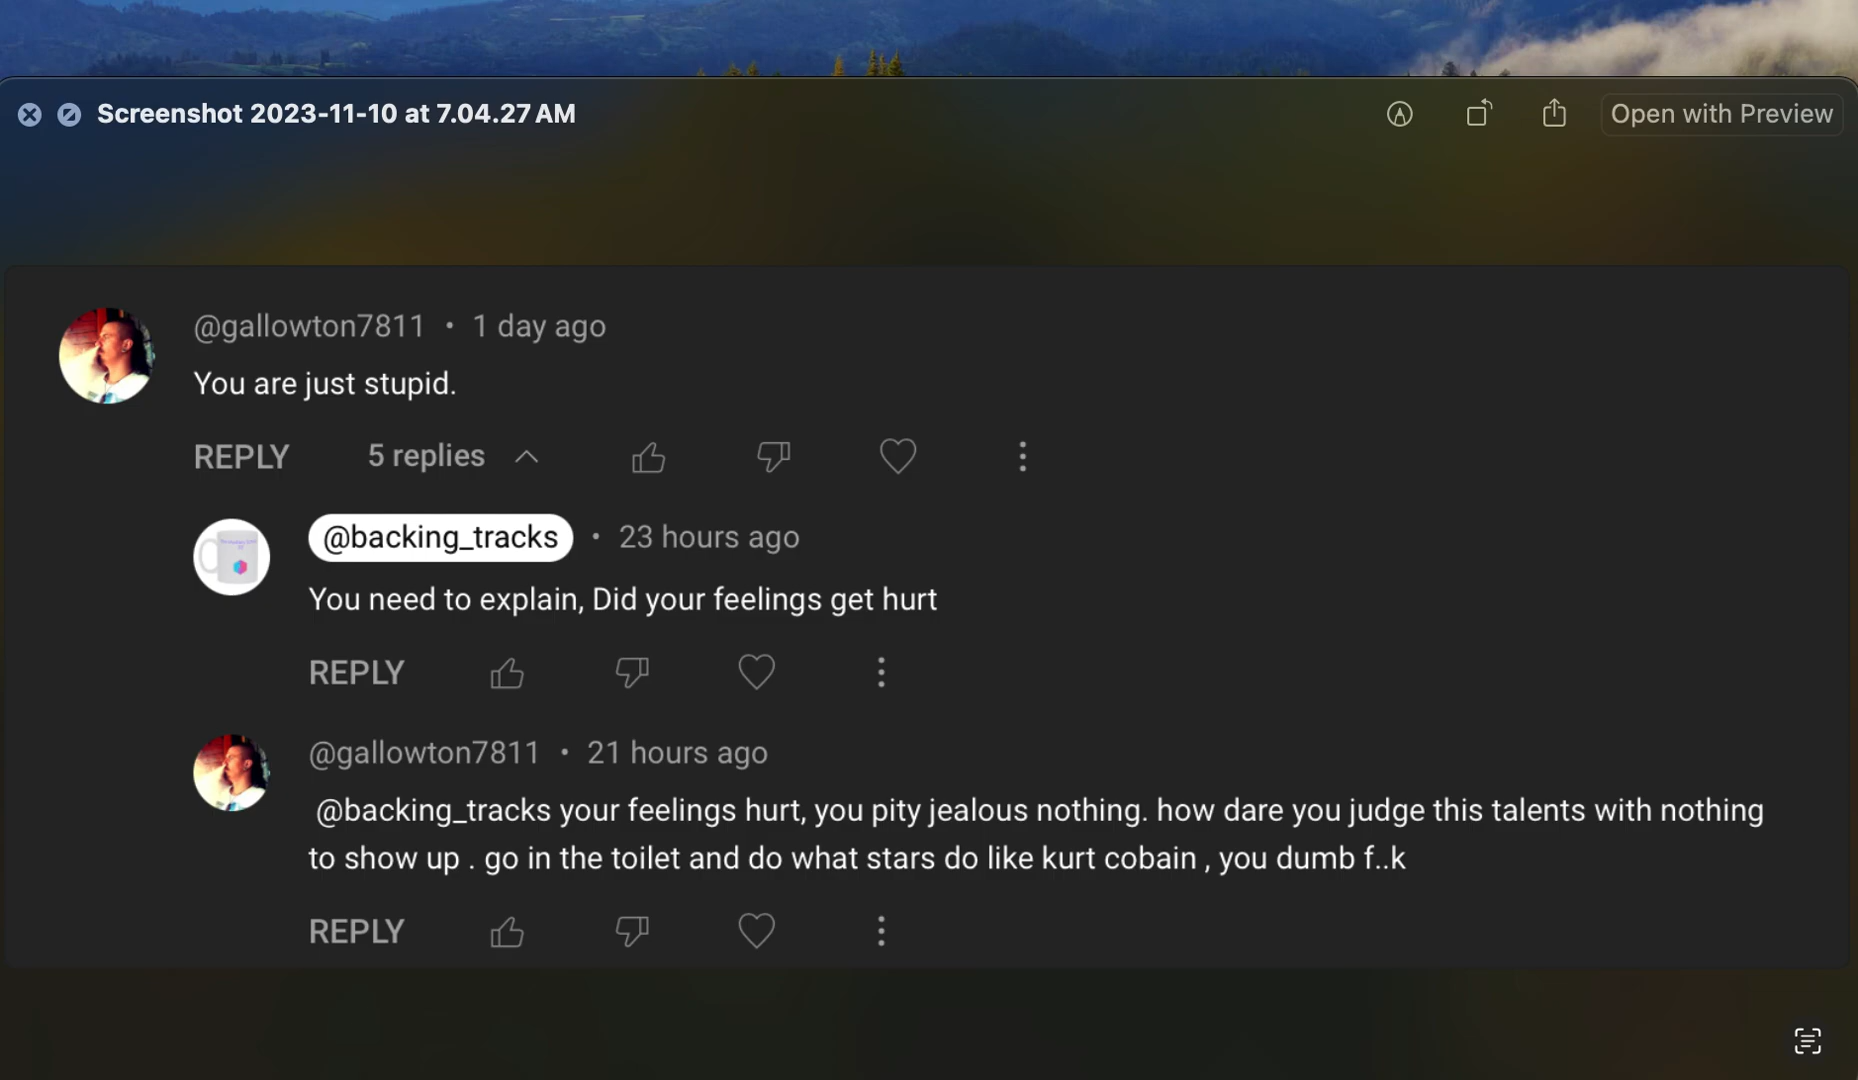 Screenshot 2023-11-10 at 7.04.27 AM
Open with Preview
@gallowton7811 • 1 day ago
You are just stupid.
REPLY 5 replies
@backing_tracks • 23 hours ago
You need to explain, Did your feelings get hurt
REPLY
@gallowton7811 • 21 hours ago
@backing_tracks your feelings hurt, you pity jealous nothing. how dare you judge this talents with nothing
to show up . go in the toilet and do what stars do like kurt cobain , you dumb f..k
REPLY